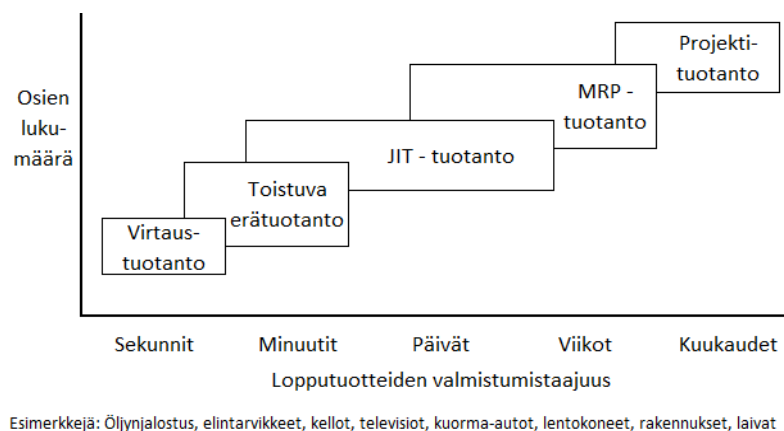 Osien
luku-
määrä
Projekti-
tuotanto
MRP -
tuotanto
JIT - tuotanto
Toistuva
erätuotanto
Virtaus-
tuotanto
Sekunnit Minuutit Päivät Viikot Kuukaudet
Lopputuotteiden valmistumistaajuus
Esimerkkejä: Öljynjalostus, elintarvikkeet, kellot, televisiot, kuorma-autot, lentokoneet, rakennukset, laivat